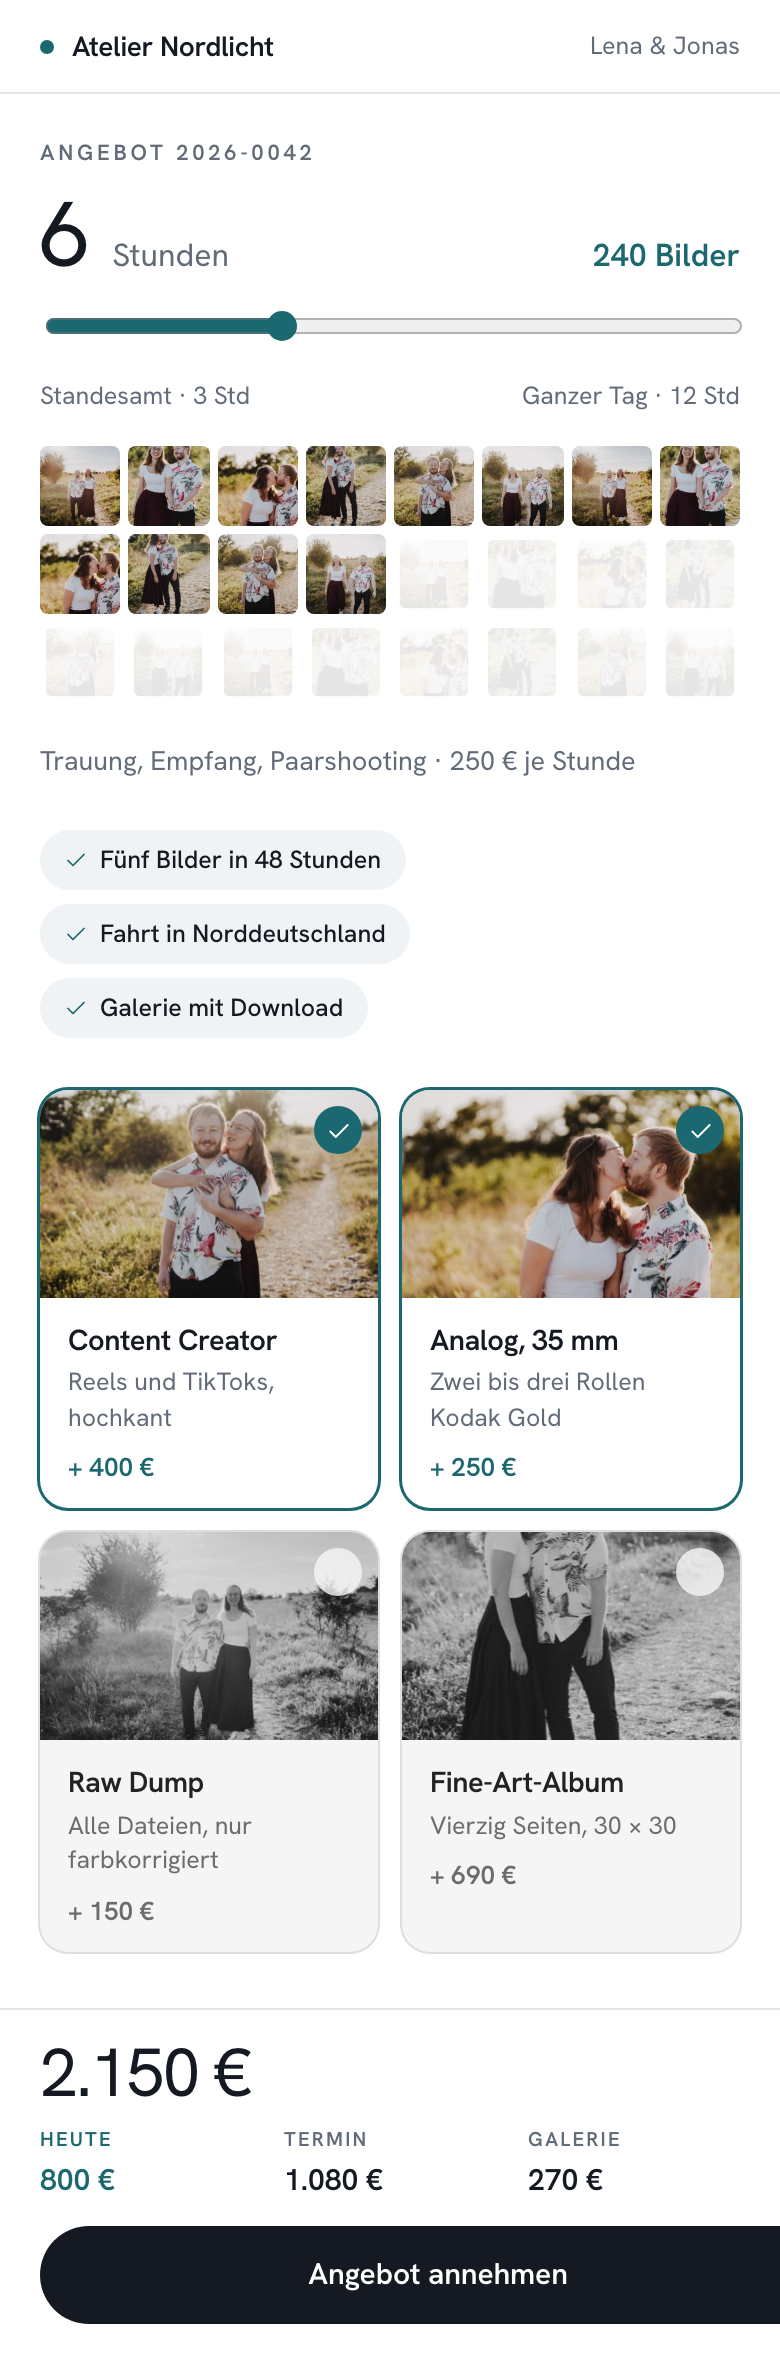 Atelier Nordlicht
Lena & Jonas
ANGEBOT 2026-0042
6 Stunden
240 Bilder
Standesamt · 3 Std
Ganzer Tag · 12 Std
Trauung, Empfang, Paarshooting · 250 € je Stunde
Fünf Bilder in 48 Stunden
Fahrt in Norddeutschland
Galerie mit Download
Content Creator
Reels und TikToks,
hochkant
+ 400 €
Analog, 35 mm
Zwei bis drei Rollen
Kodak Gold
+ 250 €
Raw Dump
Alle Dateien, nur
farbkorrigiert
+ 150 €
Fine-Art-Album
Vierzig Seiten, 30 × 30
+ 690 €
2.150 €
HEUTE
800 €
TERMIN
1.080 €
GALERIE
270 €
Angebot annehmen